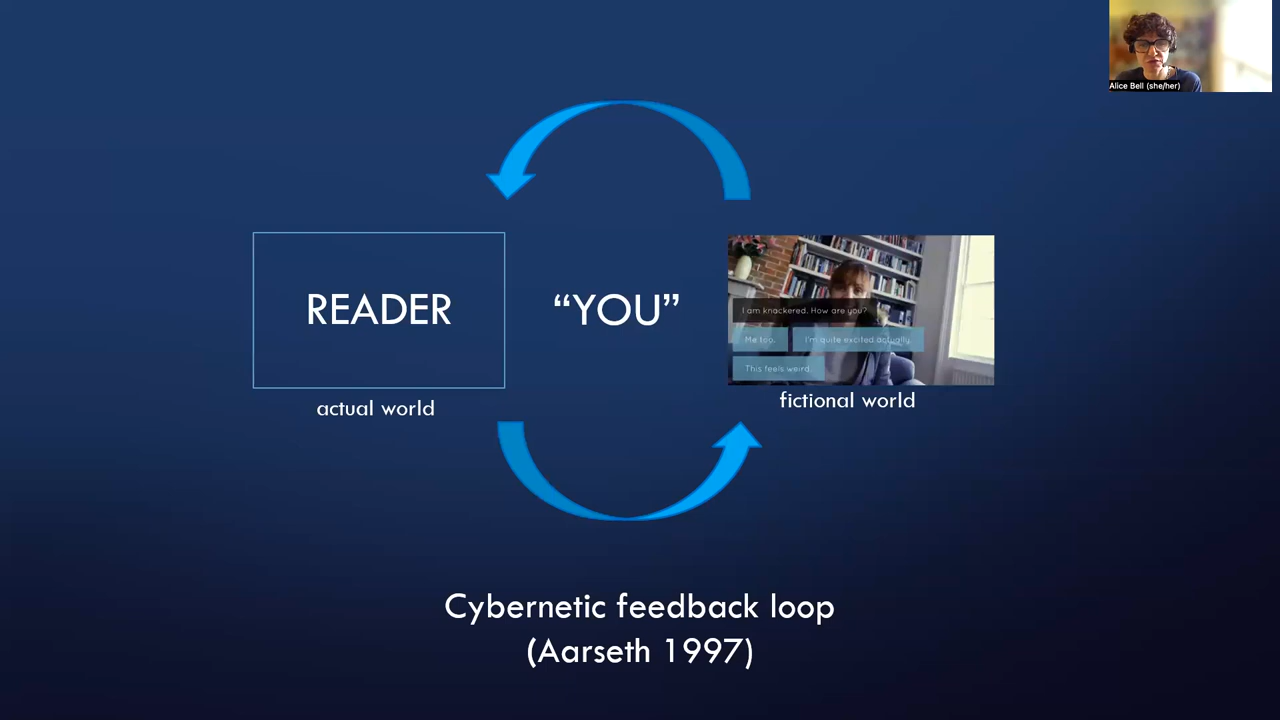 Alice Bell (she/her)
READER
“YOU”
I am knackered. How are you?
Me too.
I'm quite excited actually.
This feels weird.
actual world
fictional world
Cybernetic feedback loop
(Aarseth 1997)